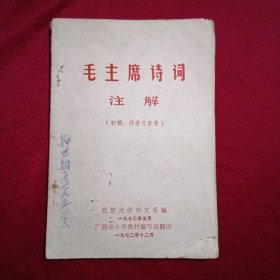 毛主席诗词
注解
(初稿，供学习参考)
北京大学中文系编
一九七二年五月
广西中小学教材编写组翻印
一九七二年十二月